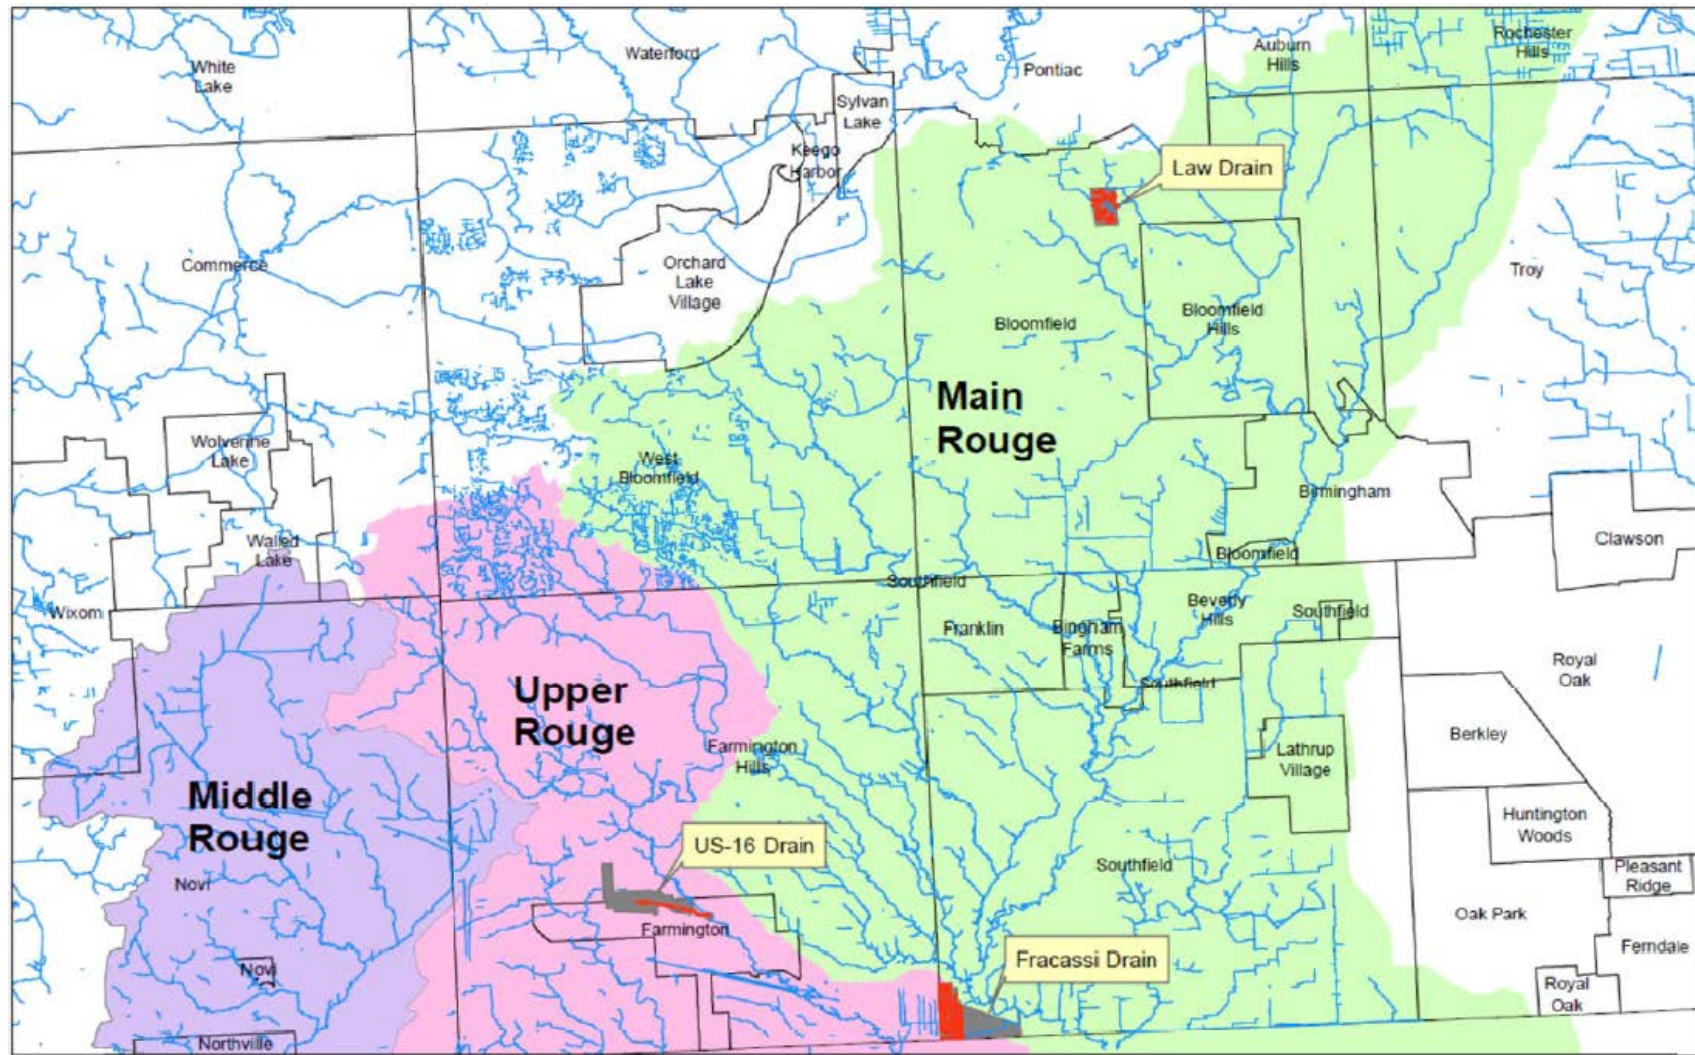 White
Lake
Waterford
Pontiac
Auburn
Hills
Rochester
Hills
Sylvan
Lake
Keego
Harbor
Law Drain
Commerce
Orchard
Lake
Village
Troy
Bloomfield
Bloomfield
Hills
Main
Rouge
Wolverine
Lake
West
Bloomfield
Birmingham
Walled
Lake
Bloomfield
Clawson
Southfield
Wixom
Franklin
Bingham
Farms
Beverly
Hills
Southfield
Royal
Oak
Southfield
Upper
Rouge
Farmington
Hills
Lathrup
Village
Berkley
Middle
Rouge
Huntington
Woods
US-16 Drain
Southfield
Pleasant
Ridge
Novi
Oak Park
Farmington
Ferndale
Fracassi Drain
Novi
Royal
Oak
Northville